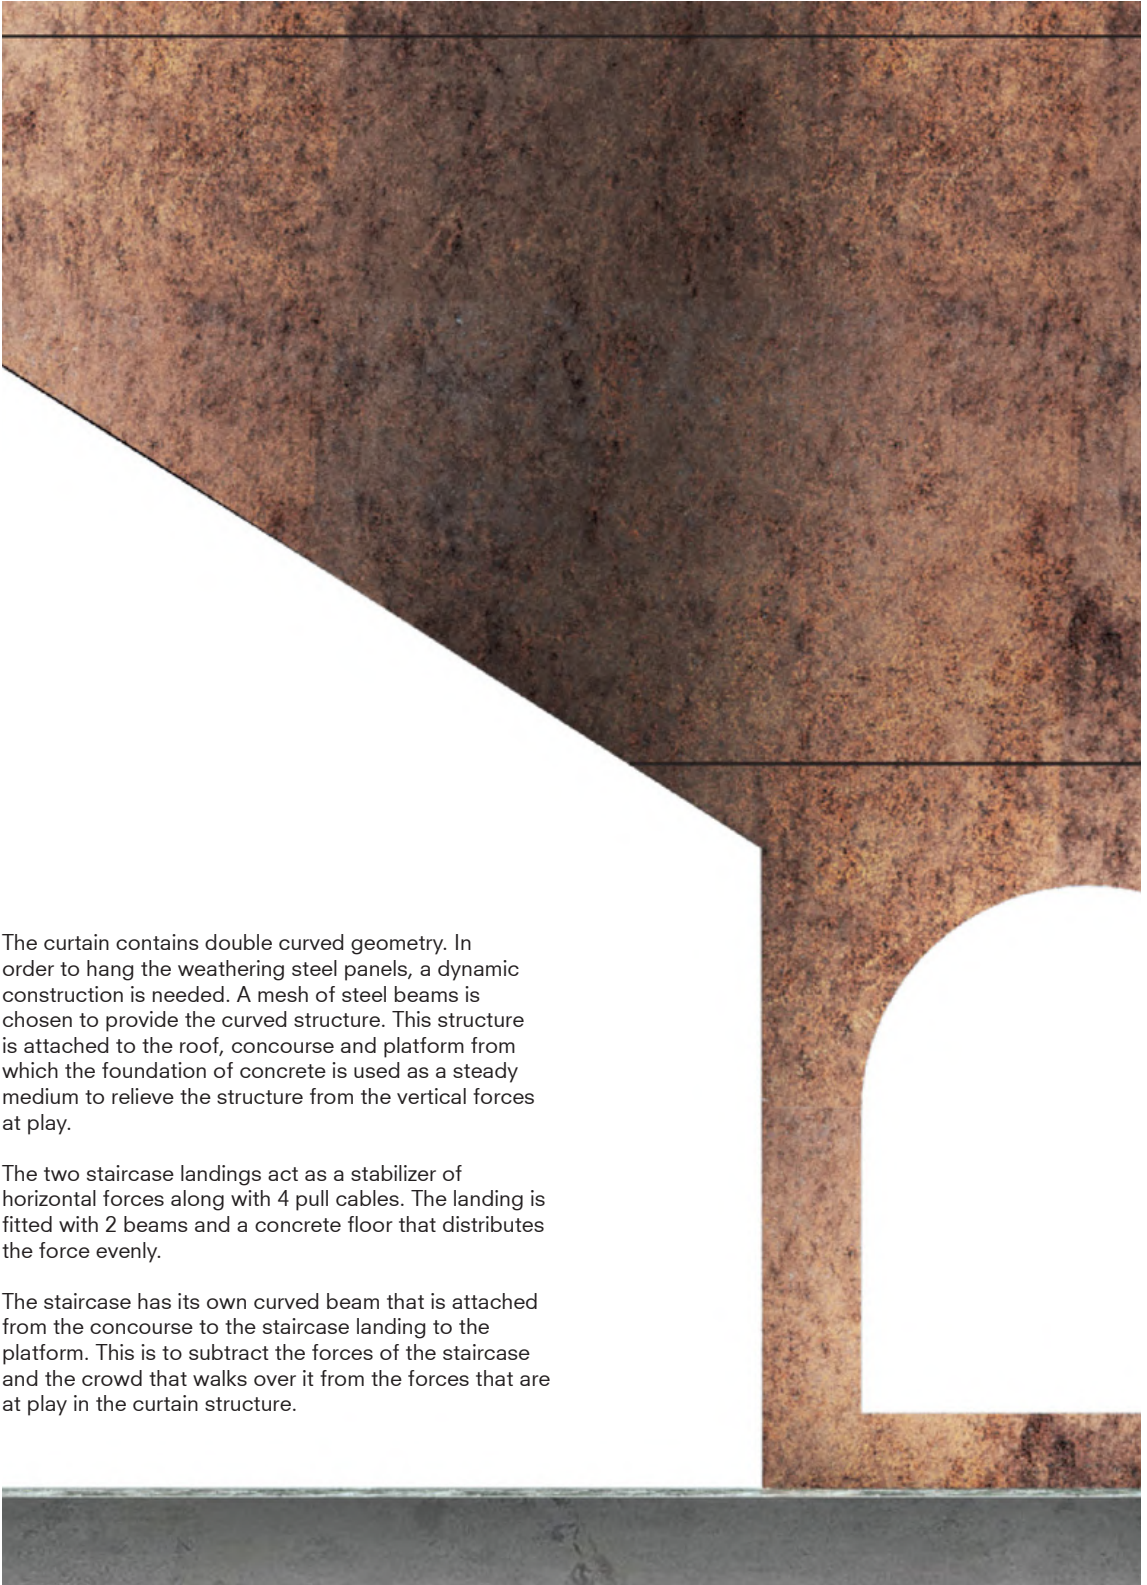 The curtain contains double curved geometry. In
order to hang the weathering steel panels, a dynamic
construction is needed. A mesh of steel beams is
chosen to provide the curved structure. This structure
is attached to the roof, concourse and platform from
which the foundation of concrete is used as a steady
medium to relieve the structure from the vertical forces
at play.
The two staircase landings act as a stabilizer of
horizontal forces along with 4 pull cables. The landing is
fitted with 2 beams and a concrete floor that distributes
the force evenly.
The staircase has its own curved beam that is attached
from the concourse to the staircase landing to the
platform. This is to subtract the forces of the staircase
and the crowd that walks over it from the forces that are
at play in the curtain structure.